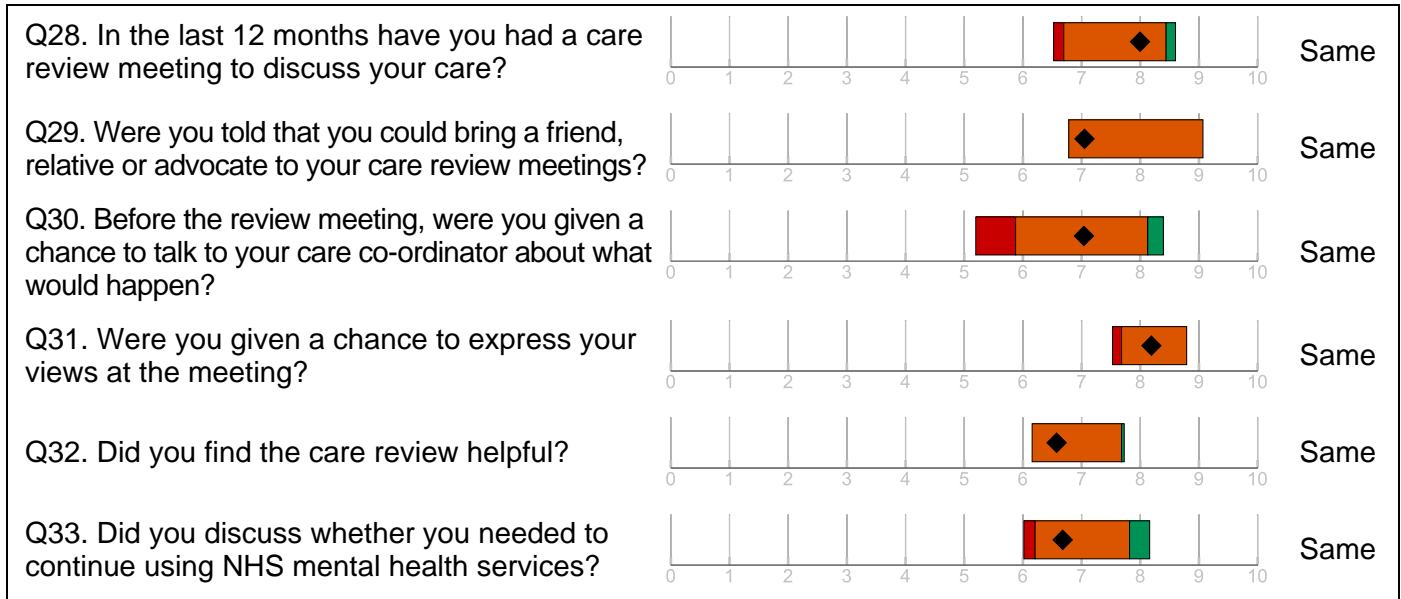 Q28. In the last 12 months have you had a care
review meeting to discuss your care?
0 1 2 3 4 5 6 7 8 9 10
Same
Q29. Were you told that you could bring a friend,
relative or advocate to your care review meetings?
0 1 2 3 4 5 6 7 8 9 10
Same
Q30. Before the review meeting, were you given a
chance to talk to your care co-ordinator about what
would happen?
0 1 2 3 4 5 6 7 8 9 10
Same
Q31. Were you given a chance to express your
views at the meeting?
0 1 2 3 4 5 6 7 8 9 10
Same
Q32. Did you find the care review helpful?
0 1 2 3 4 5 6 7 8 9 10
Same
Q33. Did you discuss whether you needed to
continue using NHS mental health services?
0 1 2 3 4 5 6 7 8 9 10
Same